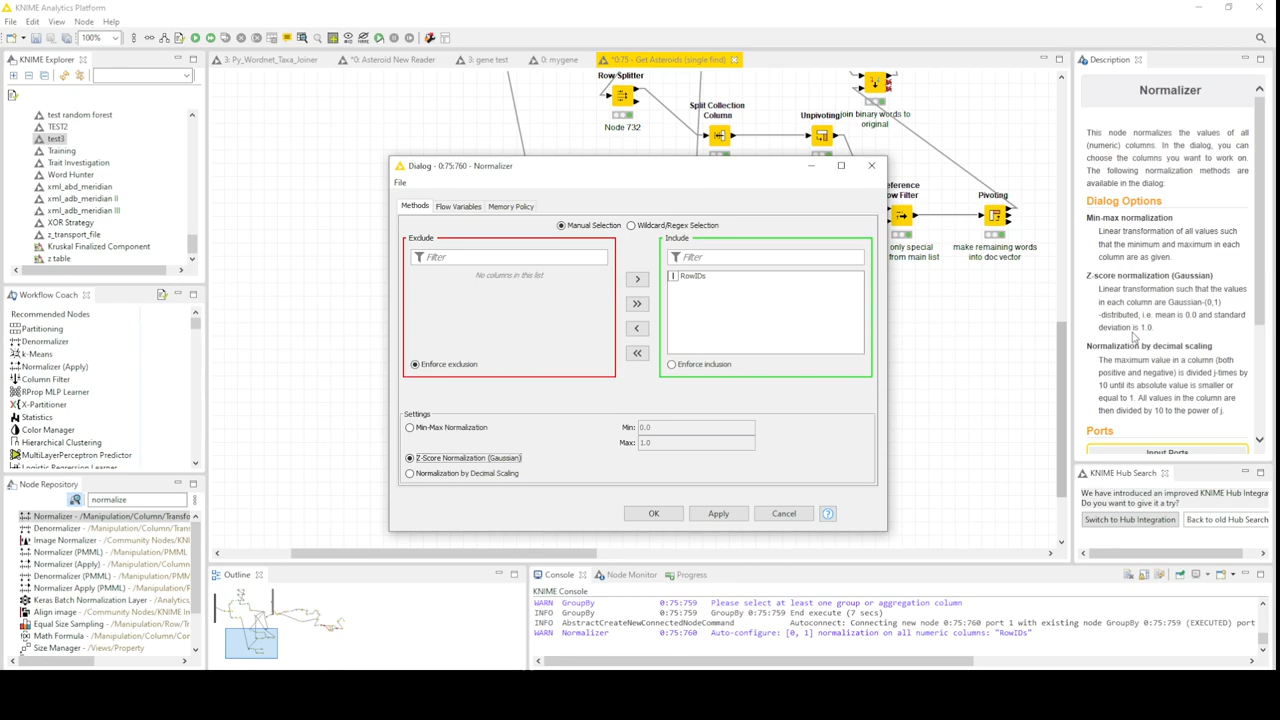 KNIME Analytics Platform
File Edit View Node Help
100%
KNIME Explorer
test random forest
TEST2
test3
Training
Trait Investigation
Word Hunter
xml_abd_meridian
xml_adb_meridian II
xml_adb_meridian III
XOR Strategy
z_transport_file
Kruskal Finalized Component
z table
Workflow Coach
Recommended Nodes
Partitioning
Denormalizer
k-Means
Normalizer (Apply)
Column Filter
RProp MLP Learner
X-Partitioner
Statistics
Color Manager
Hierarchical Clustering
MultiLayerPerceptron Predictor
Logistic Regression Learner
Node Repository
normalize
Normalizer - /Manipulation/Column/Transfo
Denormalizer - /Manipulation/Column/Trans
Image Normalizer - /Community Nodes/KNI
Normalizer (PMML) - /Manipulation/PMML
Normalizer (Apply) - /Manipulation/Column/
Denormalizer (PMML) - /Manipulation/PMM
Normalizer Apply (PMML) - /Manipulation/F
Keras Batch Normalization Layer - /Analytics
Align image - /Community Nodes/KNIME In
Equal Size Sampling - /Manipulation/Row/Tr
Math Formula - /Manipulation/Column/Con
Size Manager - /Views/Property
3: Py_Wordnet_Taxa_Joiner
*0: Asteroid New Reader
3: gene test
0: mygene
*0:75 - Get Asteroids (single find)
Row Splitter
Node 732
Split Collection
Column
Unpivoting
join binary words to
original
Pivoting
make remaining words
into doc vector
only special
from main list
Dialog - 0:75:760 - Normalizer
File
Methods Flow Variables Memory Policy
Manual Selection Wildcard/Regex Selection
Exclude
Filter
No columns in this list
Enforce exclusion
Include
Filter
RowIDs
Enforce inclusion
Settings
Min-Max Normalization
Min: 0.0
Max: 1.0
Z-Score Normalization (Gaussian)
Normalization by Decimal Scaling
OK Apply Cancel ?
Description
Normalizer
This node normalizes the values of all
(numeric) columns. In the dialog, you can
choose the columns you want to work on.
The following normalization methods are
available in the dialog:
Dialog Options
Min-max normalization
Linear transformation of all values such
that the minimum and maximum in each
column are as given.
Z-score normalization (Gaussian)
Linear transformation such that the values
in each column are Gaussian-(0,1)
-distributed, i.e. mean is 0.0 and standard
deviation is 1.0.
Normalization by decimal scaling
The maximum value in a column (both
positive and negative) is divided j-times by
10 until its absolute value is smaller or
equal to 1. All values in the column are
then divided by 10 to the power of j.
Ports
Input Ports
KNIME Hub Search
We have introduced an improved KNIME Hub Integra
Do you want to give it a try?
Switch to Hub Integration
Back to old Hub Search
Outline
Console Node Monitor Progress
KNIME Console
WARN GroupBy 0:75:759 Please select at least one group or aggregation column
INFO GroupBy 0:75:759 GroupBy 0:75:759 End execute (7 secs)
INFO AbstractCreateNewConnectedNodeCommand Autoconnect: Connecting new node 0:75:760 port 1 with existing node GroupBy 0:75:759 (EXECUTED) port
WARN Normalizer 0:75:760 Auto-configure: [0, 1] normalization on all numeric columns: "RowIDs"